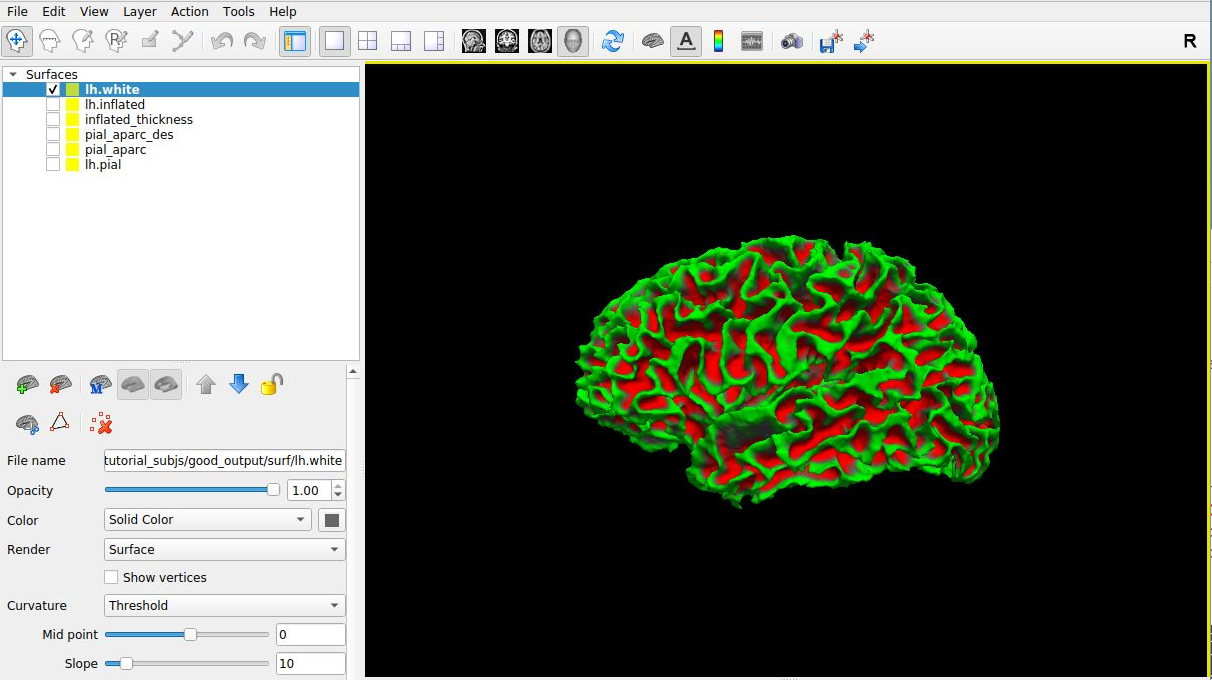 File Edit View Layer Action Tools Help
R A R
Surfaces
lh.white
lh.inflated
inflated_thickness
pial_aparc_des
pial_aparc
lh.pial
M
File name tutorial_subjs/good_output/surf/lh.white
Opacity 1.00
Color Solid Color
Render Surface
Show vertices
Curvature Threshold
Mid point 0
Slope 10